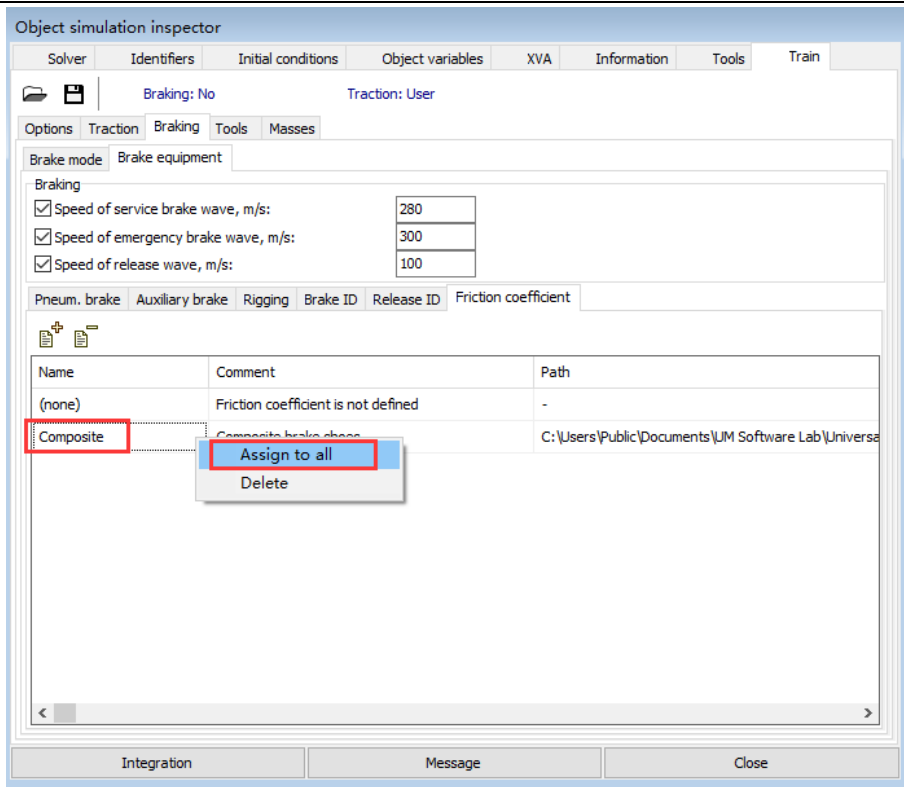 Object simulation inspector
Solver Identifiers Initial conditions Object variables XVA Information Tools Train
Braking: No Traction: User
Options Traction Braking Tools Masses
Brake mode Brake equipment
Braking
Speed of service brake wave, m/s: 280
Speed of emergency brake wave, m/s: 300
Speed of release wave, m/s: 100
Pneum. brake Auxiliary brake Rigging Brake ID Release ID Friction coefficient
Name Comment Path
(none) Friction coefficient is not defined -
Composite Composite brake shoes C:\Users\Public\Documents\UM Software Lab\Universa
Assign to all
Delete
Integration Message Close